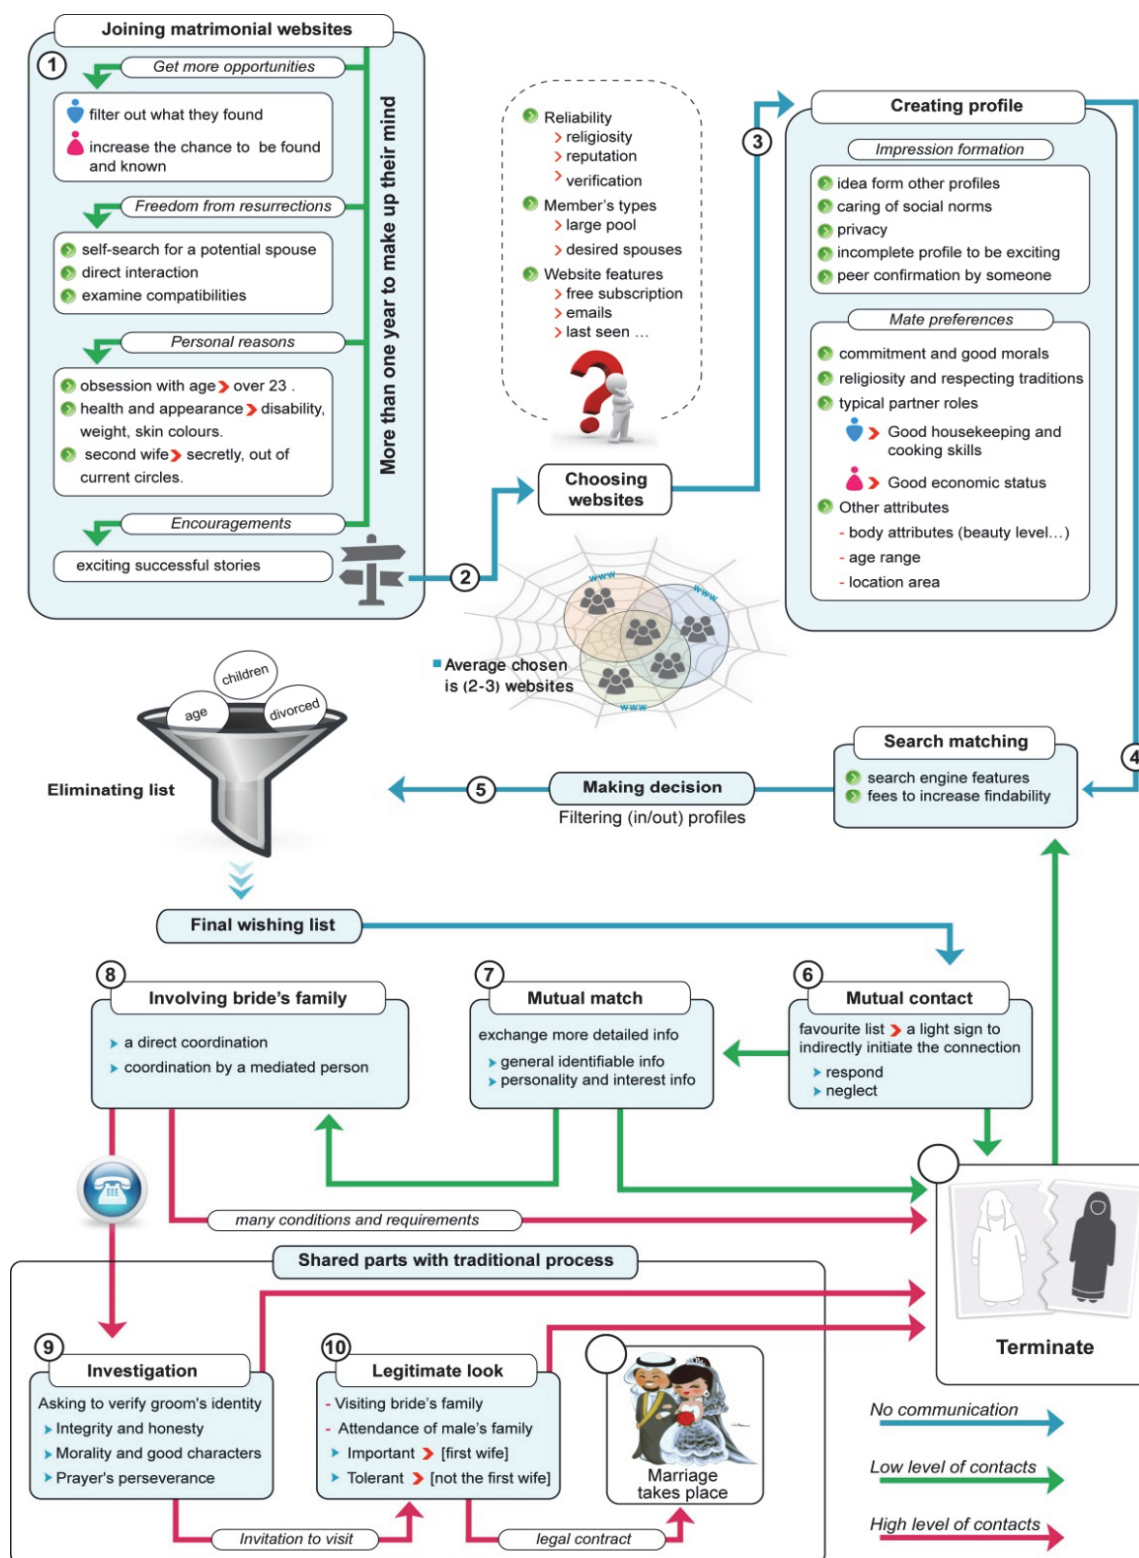 Joining matrimonial websites
1
Get more opportunities
filter out what they found
increase the chance to be found
and known
Freedom from resurrections
self-search for a potential spouse
direct interaction
examine compatibilities
Personal reasons
obsession with age > over 23 .
health and appearance > disability,
weight, skin colours.
second wife > secretly, out of
current circles.
Encouragements
exciting successful stories
More than one year to make up their mind
2
Reliability
religiosity
reputation
verification
Member's types
large pool
desired spouses
Website features
free subscription
emails
last seen ...
Choosing
websites
www
www
www
Average chosen
is (2-3) websites
3
Creating profile
Impression formation
idea form other profiles
caring of social norms
privacy
incomplete profile to be exciting
peer confirmation by someone
Mate preferences
commitment and good morals
religiosity and respecting traditions
typical partner roles
Good housekeeping and
cooking skills
Good economic status
Other attributes
- body attributes (beauty level...)
- age range
- location area
4
Search matching
search engine features
fees to increase findability
Making decision
Filtering (in/out) profiles
5
children
age
divorced
Eliminating list
Final wishing list
6
Mutual contact
favourite list > a light sign to
indirectly initiate the connection
respond
neglect
7
Mutual match
exchange more detailed info
general identifiable info
personality and interest info
8
Involving bride's family
a direct coordination
coordination by a mediated person
many conditions and requirements
Shared parts with traditional process
9
Investigation
Asking to verify groom's identity
Integrity and honesty
Morality and good characters
Prayer's perseverance
Invitation to visit
10
Legitimate look
- Visiting bride's family
- Attendance of male's family
Important > [first wife]
Tolerant > [not the first wife]
legal contract
Marriage
takes place
Terminate
No communication
Low level of contacts
High level of contacts